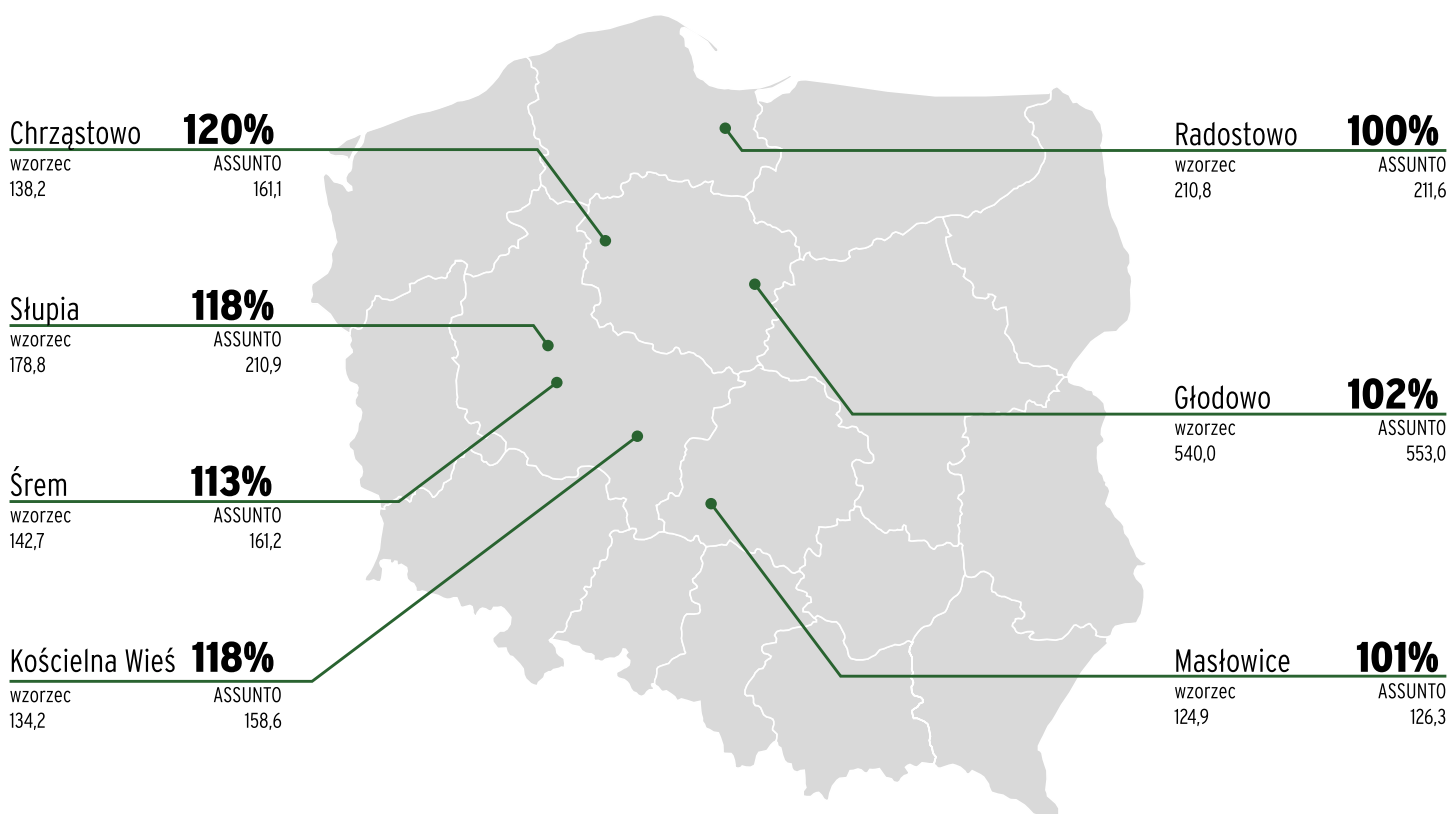 Chrząstowo 120%
wzorzec ASSUNTO
138,2 161,1
Słupia 118%
wzorzec ASSUNTO
178,8 210,9
Śrem 113%
wzorzec ASSUNTO
142,7 161,2
Kościelna Wieś 118%
wzorzec ASSUNTO
134,2 158,6
Radostowo 100%
wzorzec ASSUNTO
210,8 211,6
Głodowo 102%
wzorzec ASSUNTO
540,0 553,0
Masłowice 101%
wzorzec ASSUNTO
124,9 126,3